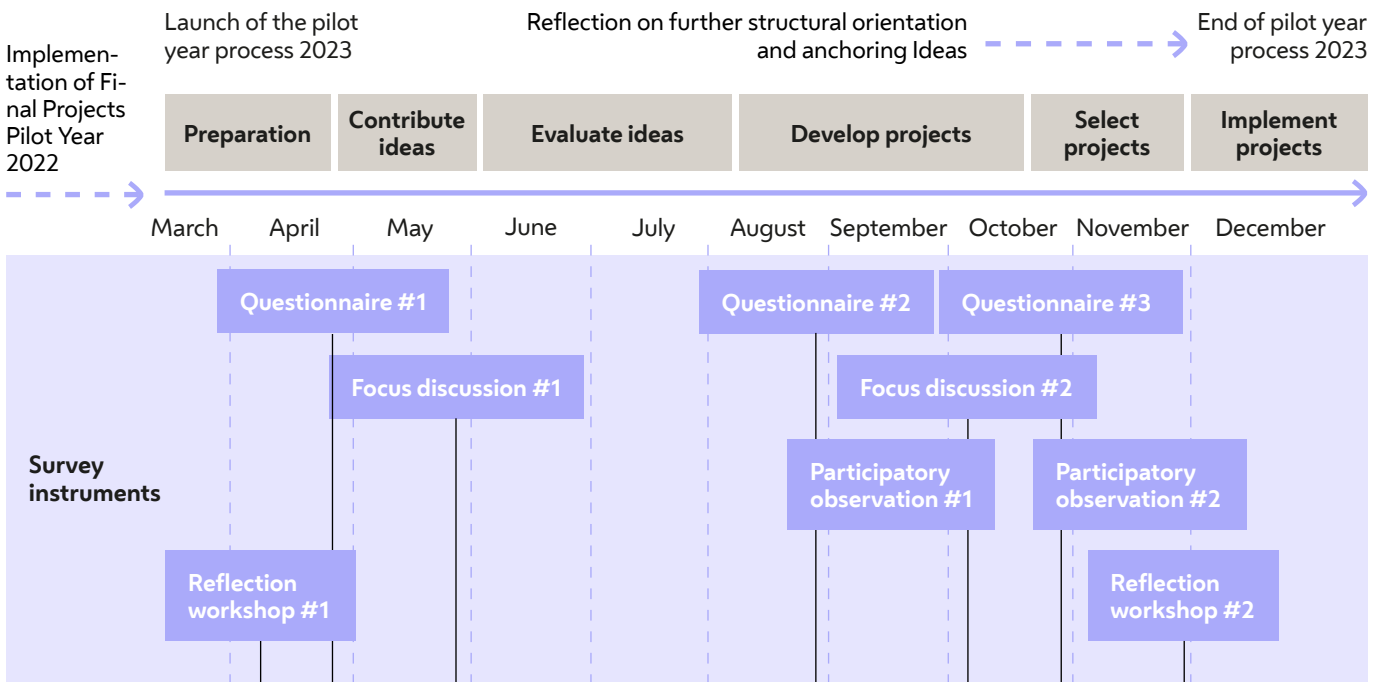 Implemen-
tation of Fi-
nal Projects
Pilot Year
2022
Launch of the pilot
year process 2023
Reflection on further structural orientation
and anchoring Ideas
End of pilot year
process 2023
Preparation
Contribute
ideas
Evaluate ideas
Develop projects
Select
projects
Implement
projects
March April May June July August September October November December
Questionnaire #1
Questionnaire #2
Questionnaire #3
Focus discussion #1
Focus discussion #2
Survey
instruments
Participatory
observation #1
Participatory
observation #2
Reflection
workshop #1
Reflection
workshop #2